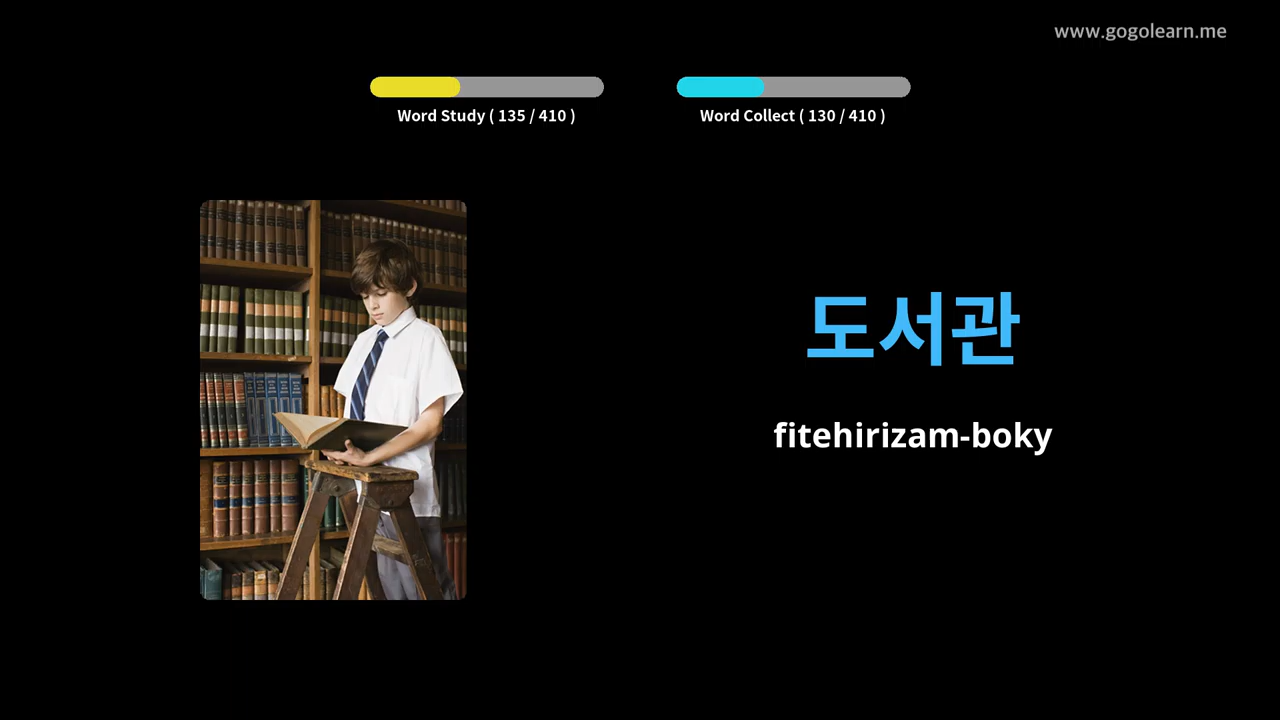 www.gogolearn.me
Word Study ( 135 / 410 )
Word Collect ( 130 / 410 )
도서관
fitehirizam-boky